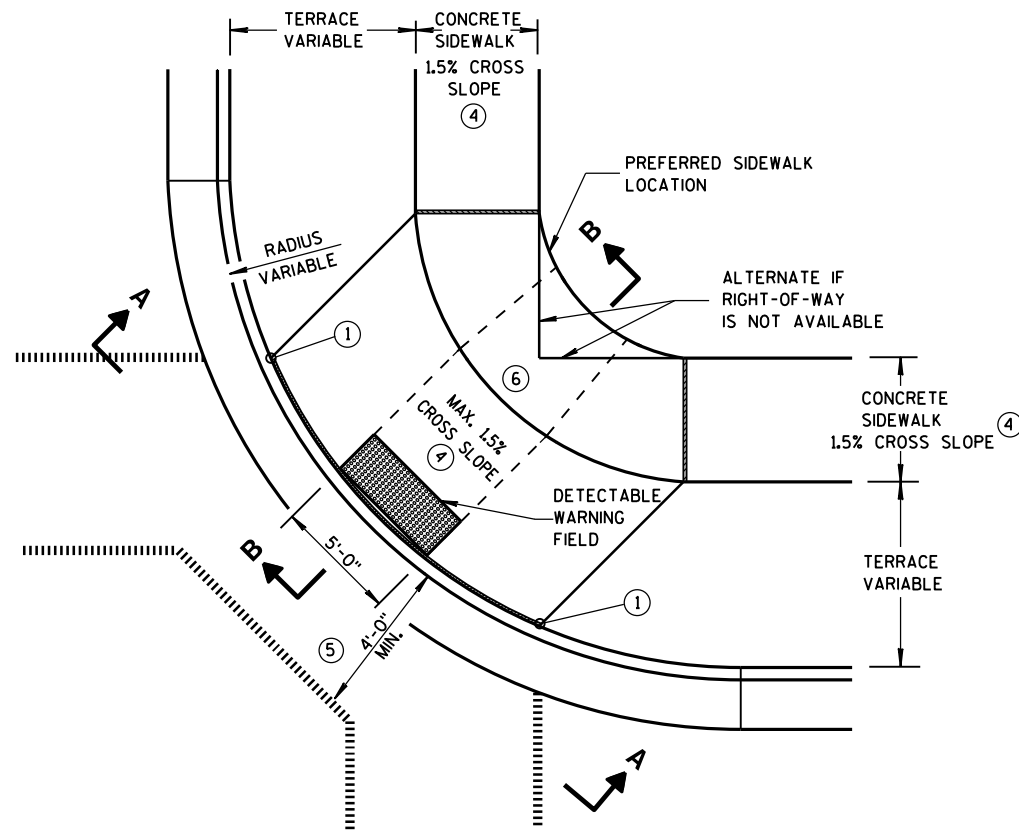 TERRACE
VARIABLE
CONCRETE
SIDEWALK
1.5% CROSS
SLOPE
④
PREFERRED SIDEWALK
LOCATION
B
RADIUS
VARIABLE
ALTERNATE IF
RIGHT-OF-WAY
IS NOT AVAILABLE
A
①
⑥
MAX. 1.5%
CROSS SLOPE
④
CONCRETE
SIDEWALK
1.5% CROSS SLOPE ④
DETECTABLE
WARNING
FIELD
B
5'-0"
TERRACE
VARIABLE
①
⑤
4'-0"
MIN.
A